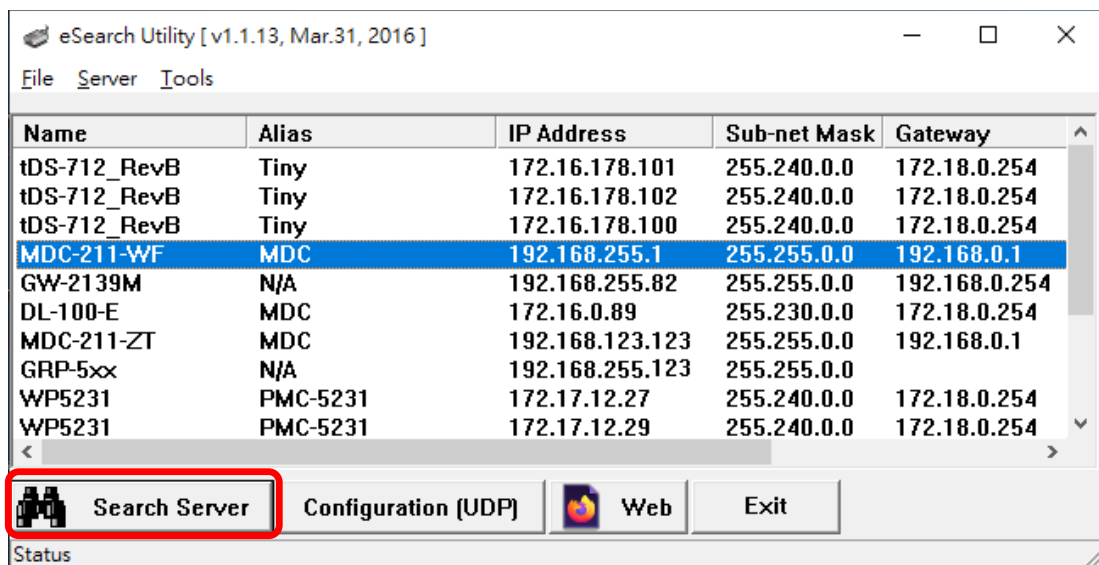 eSearch Utility [ v1.1.13, Mar.31, 2016 ]
File Server Tools
Name Alias IP Address Sub-net Mask Gateway
tDS-712_RevB Tiny 172.16.178.101 255.240.0.0 172.18.0.254
tDS-712_RevB Tiny 172.16.178.102 255.240.0.0 172.18.0.254
tDS-712_RevB Tiny 172.16.178.100 255.240.0.0 172.18.0.254
MDC-211-WF MDC 192.168.255.1 255.255.0.0 192.168.0.1
GW-2139M N/A 192.168.255.82 255.255.0.0 192.168.0.254
DL-100-E MDC 172.16.0.89 255.230.0.0 172.18.0.254
MDC-211-ZT MDC 192.168.123.123 255.255.0.0 192.168.0.1
GRP-5xx N/A 192.168.255.123 255.255.0.0
WP5231 PMC-5231 172.17.12.27 255.240.0.0 172.18.0.254
WP5231 PMC-5231 172.17.12.29 255.240.0.0 172.18.0.254
Search Server Configuration (UDP) Web Exit
Status